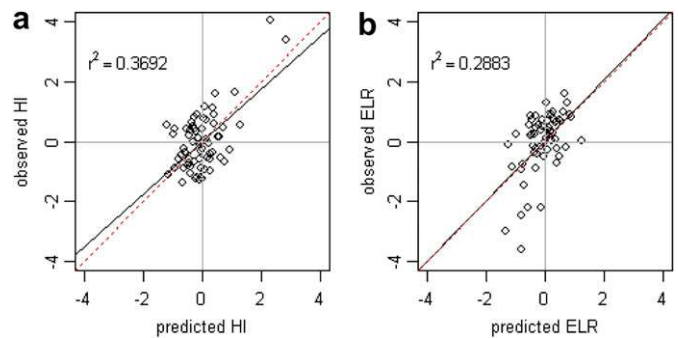 a
r² = 0.3692
observed HI
4
2
0
-2
-4
-4 -2 0 2 4
predicted HI
b
r² = 0.2883
observed ELR
4
2
0
-2
-4
-4 -2 0 2 4
predicted ELR